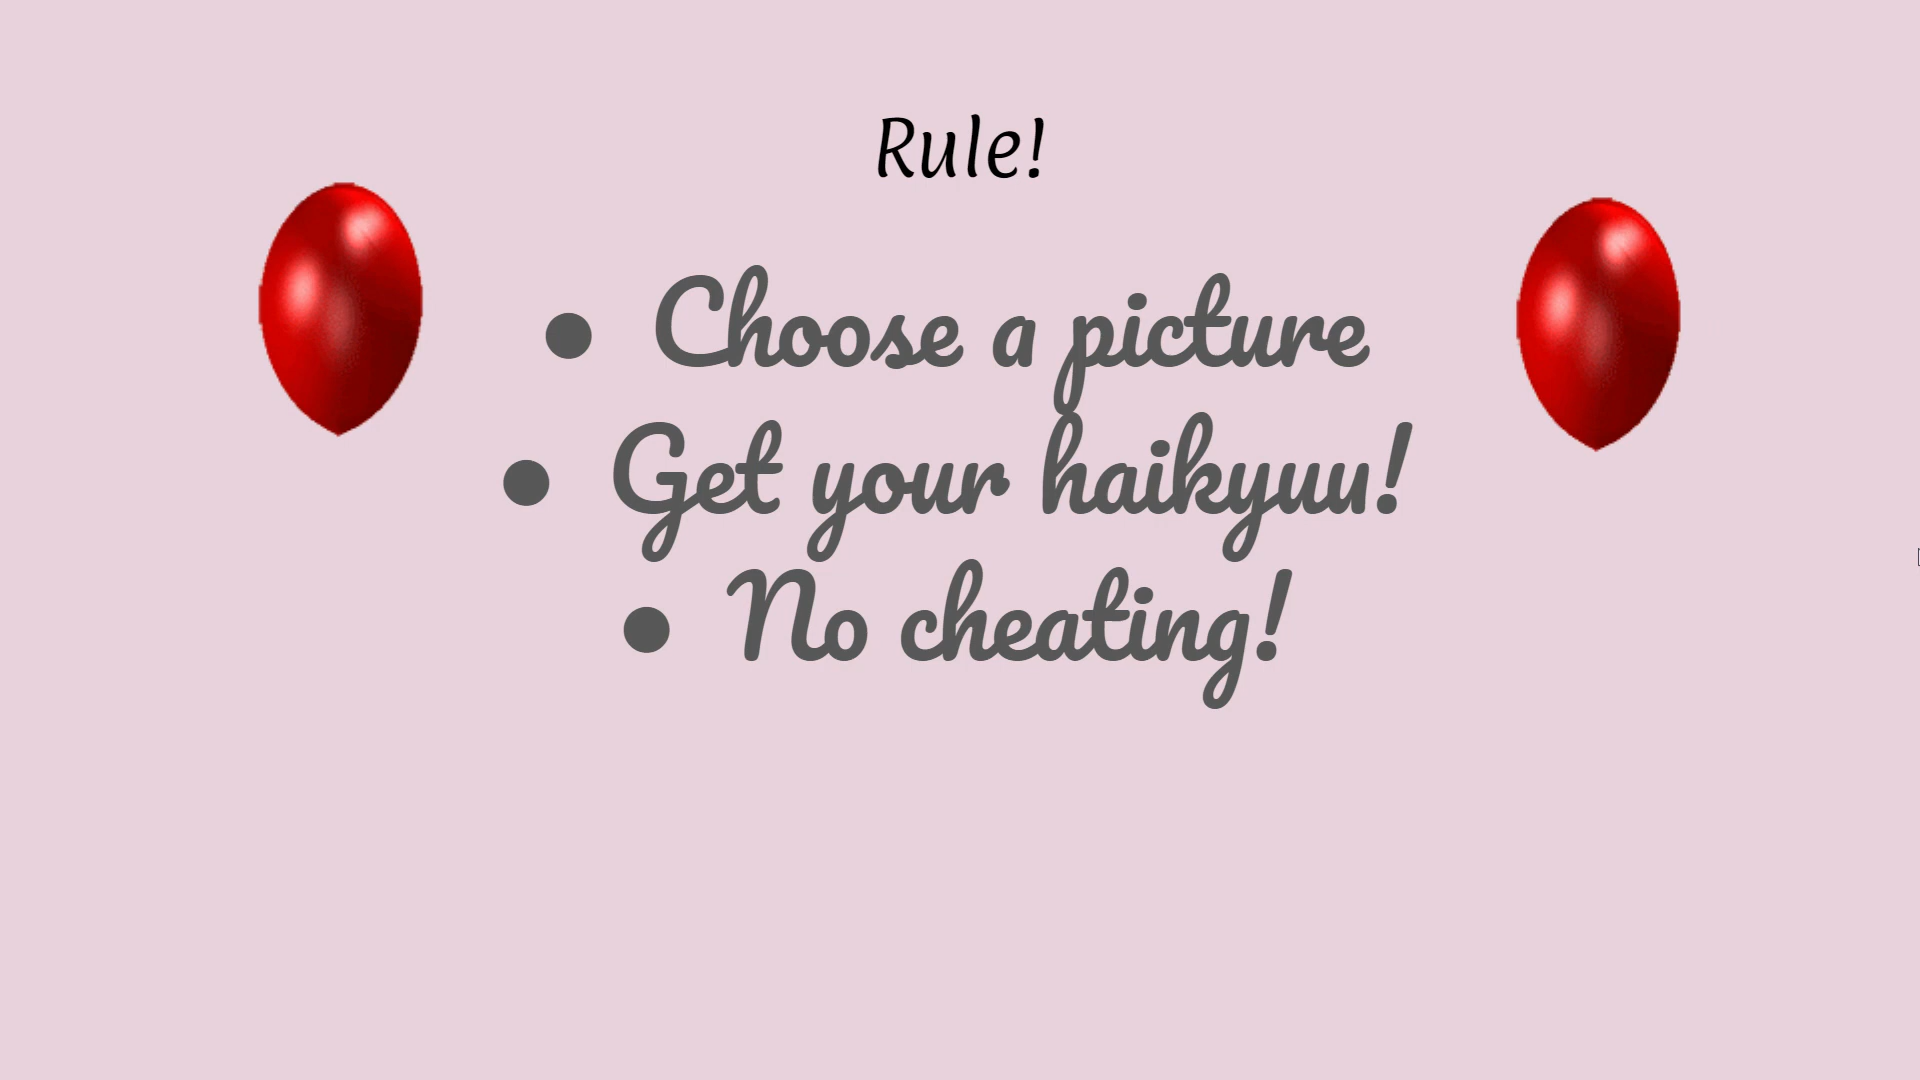 Rule!
● Choose a picture
● Get your haikyuu!
● No cheating!